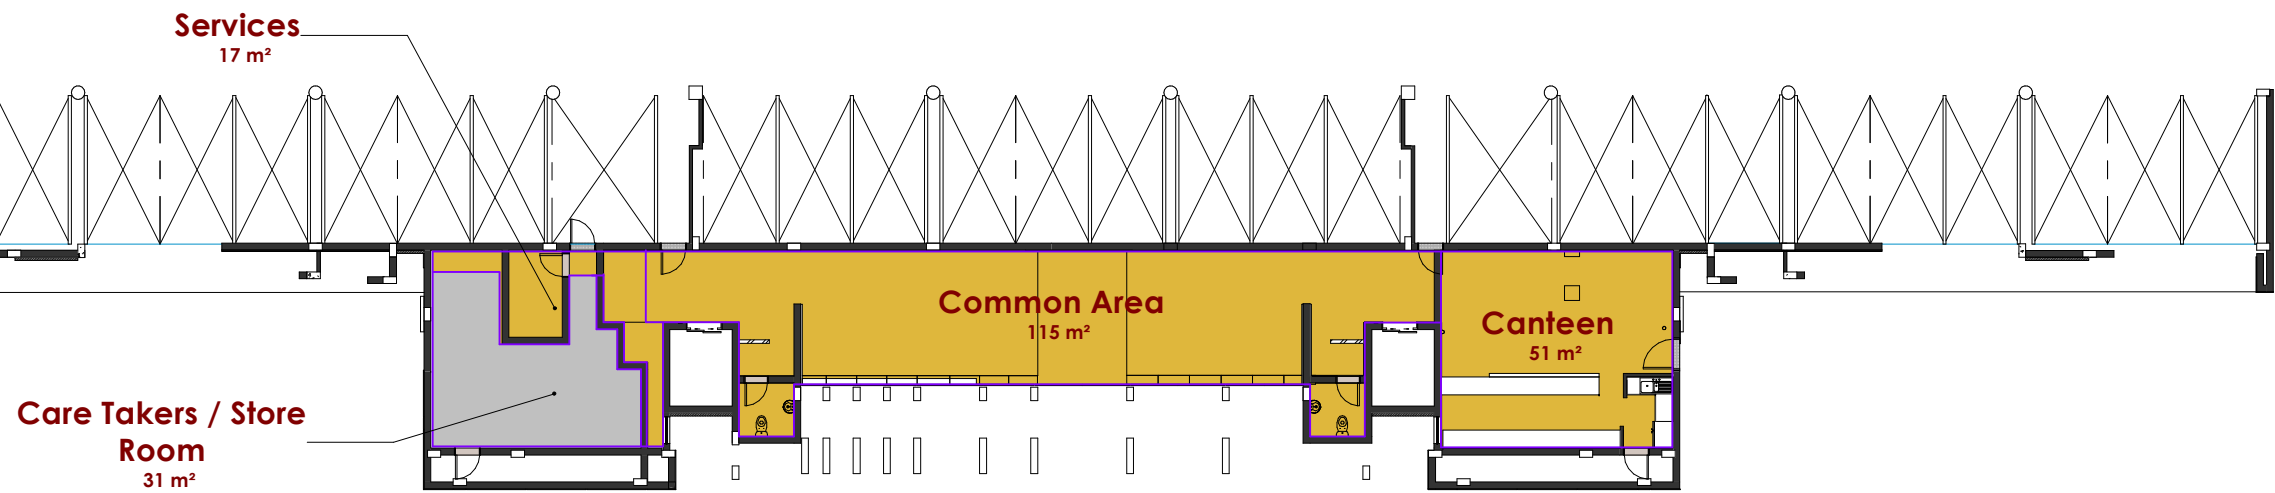 Services
17 m²
Common Area
115 m²
Canteen
51 m²
Care Takers / Store
Room
31 m²